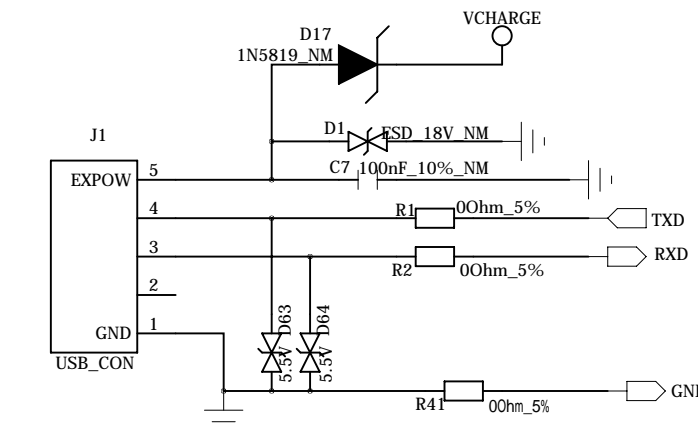 VCHARGE
D17
1N5819_NM
D1
ESD_18V_NM
J1
C7
100nF_10%_NM
EXPOW
5
4
R1
0Ohm_5%
TXD
3
RXD
R2
0Ohm_5%
2
D63
5.5V
D64
5.5V
GND
1
USB_CON
R41
0Ohm_5%
GN